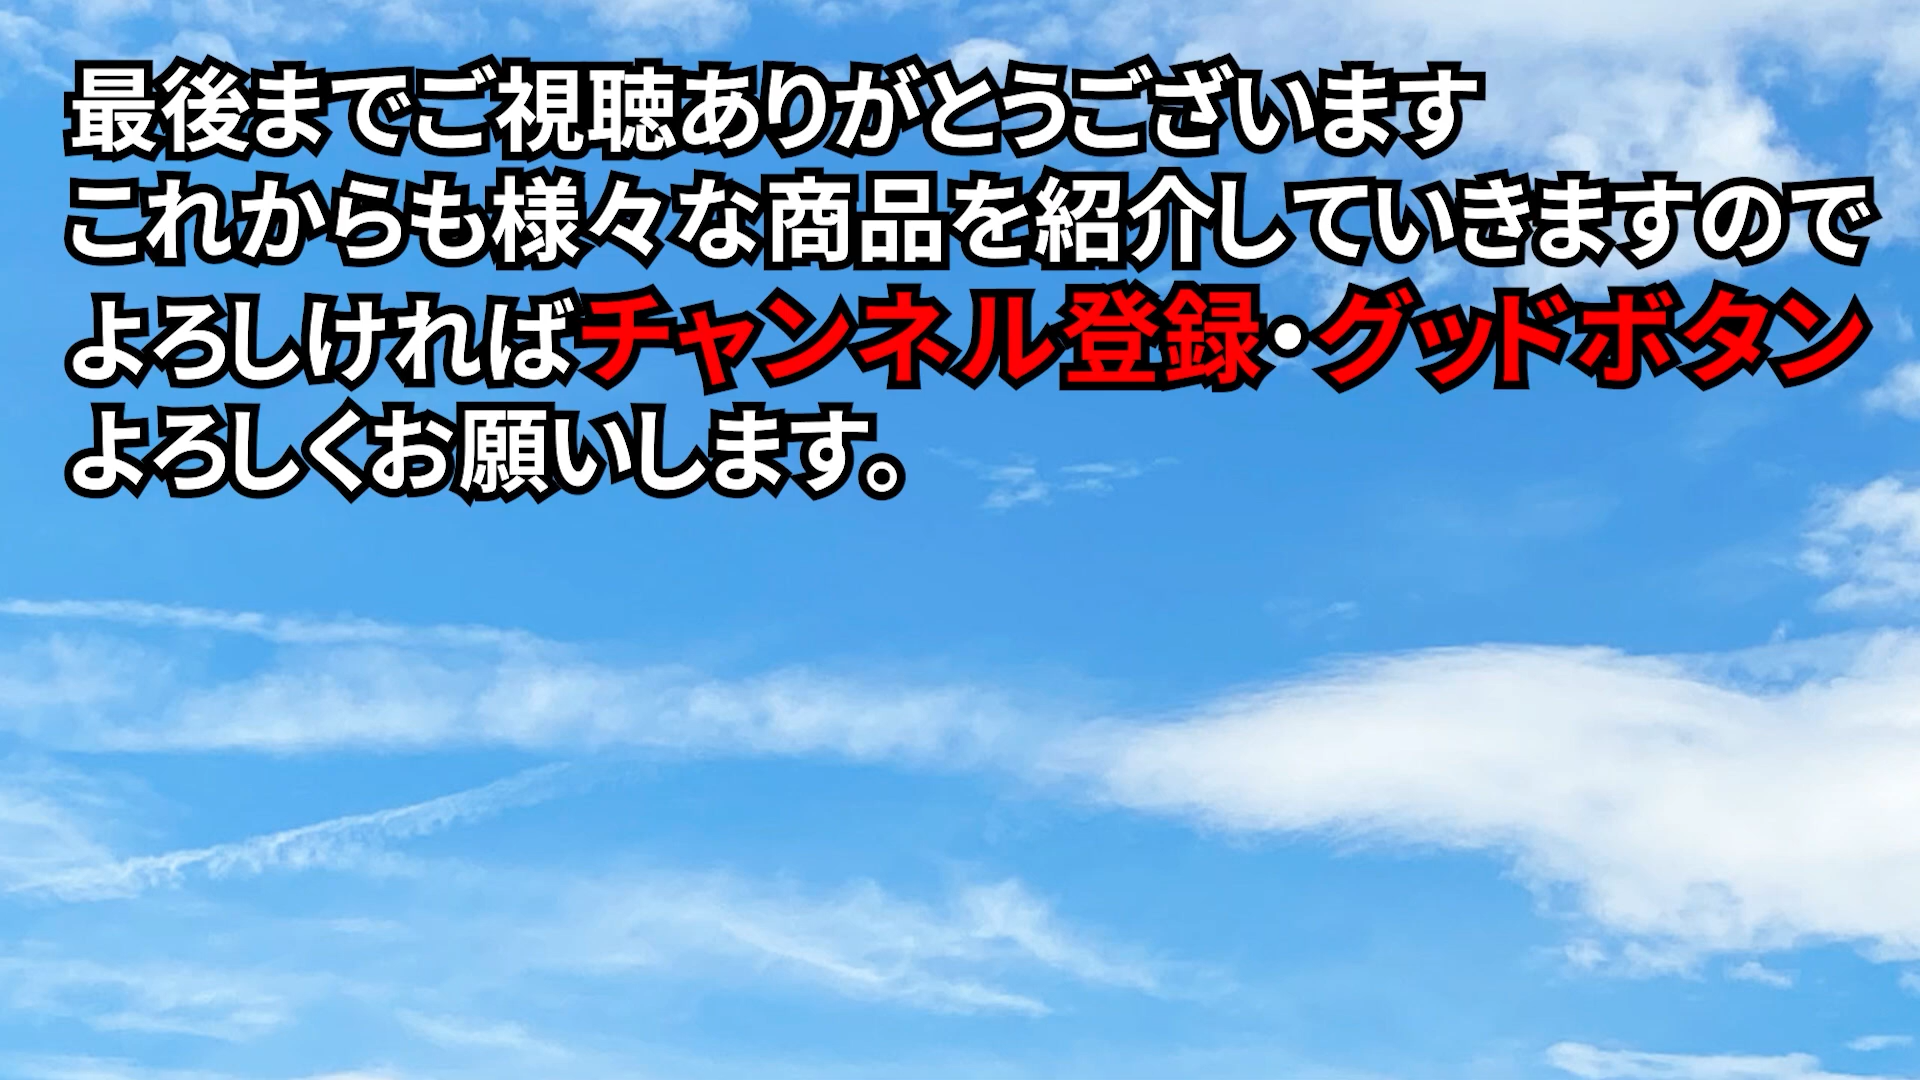 最後までご視聴ありがとうございます
これからも様々な商品を紹介していきますので
よろしければチャンネル登録・グッドボタン
よろしくお願いします。